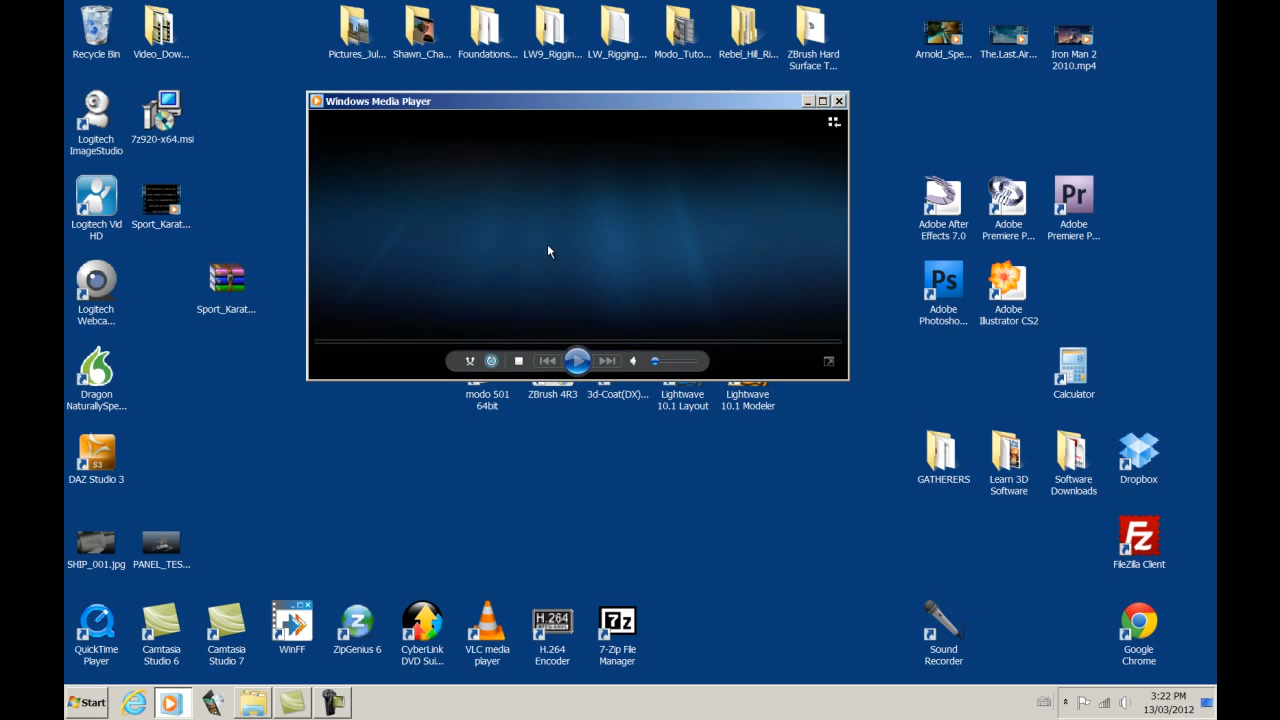 Recycle Bin
Video_Dow...
Pictures_Jul...
Shawn_Cha...
Foundations...
LW9_Riggin...
LW_Rigging...
Modo_Tuto...
Rebel_Hill_Ri...
ZBrush Hard
Surface T...
Arnold_Spe...
The.Last.Air...
Iron Man 2
2010.mp4
Windows Media Player
Logitech
ImageStudio
7z920-x64.msi
Logitech Vid
HD
Sport_Karat...
Adobe After
Effects 7.0
Adobe
Premiere P...
Pr
Adobe
Premiere P...
Logitech
Webca...
Sport_Karat...
Ps
Adobe
Photosho...
Adobe
Illustrator CS2
Dragon
NaturallySpe...
modo 501
64bit
ZBrush 4R3
3d-Coat(DX)...
Lightwave
10.1 Layout
Lightwave
10.1 Modeler
Calculator
S3
DAZ Studio 3
GATHERERS
Learn 3D
Software
Software
Downloads
Dropbox
SHIP_001.jpg
PANEL_TES...
Fz
FileZilla Client
QuickTime
Player
Camtasia
Studio 6
Camtasia
Studio 7
WinFF
ZipGenius 6
CyberLink
DVD Sui...
VLC media
player
H.264
H.264
Encoder
7z
7-Zip File
Manager
Sound
Recorder
Google
Chrome
Start
3:22 PM
13/03/2012